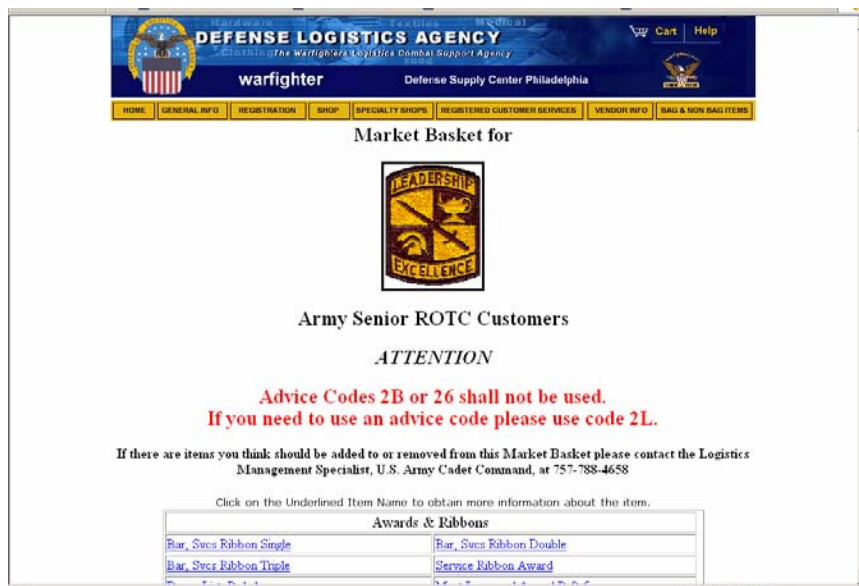 Hardware Textiles Medical
DEFENSE LOGISTICS AGENCY
Clothing The Warfighters Logistics Combat Support Agency
Cart Help
warfighter Defense Supply Center Philadelphia
HOME GENERAL INFO REGISTRATION SHOP SPECIALTY SHOPS REGISTERED CUSTOMER SERVICES VENDOR INFO BAG & NON BAG ITEMS
Market Basket for
LEADERSHIP
EXCELLENCE
Army Senior ROTC Customers
ATTENTION
Advice Codes 2B or 26 shall not be used.
If you need to use an advice code please use code 2L.
If there are items you think should be added to or removed from this Market Basket please contact the Logistics
Management Specialist, U.S. Army Cadet Command, at 757-788-4658
Click on the Underlined Item Name to obtain more information about the item.
Awards & Ribbons
Bar, Svcs Ribbon Single Bar, Svcs Ribbon Double
Bar, Svcs Ribbon Triple Service Ribbon Award